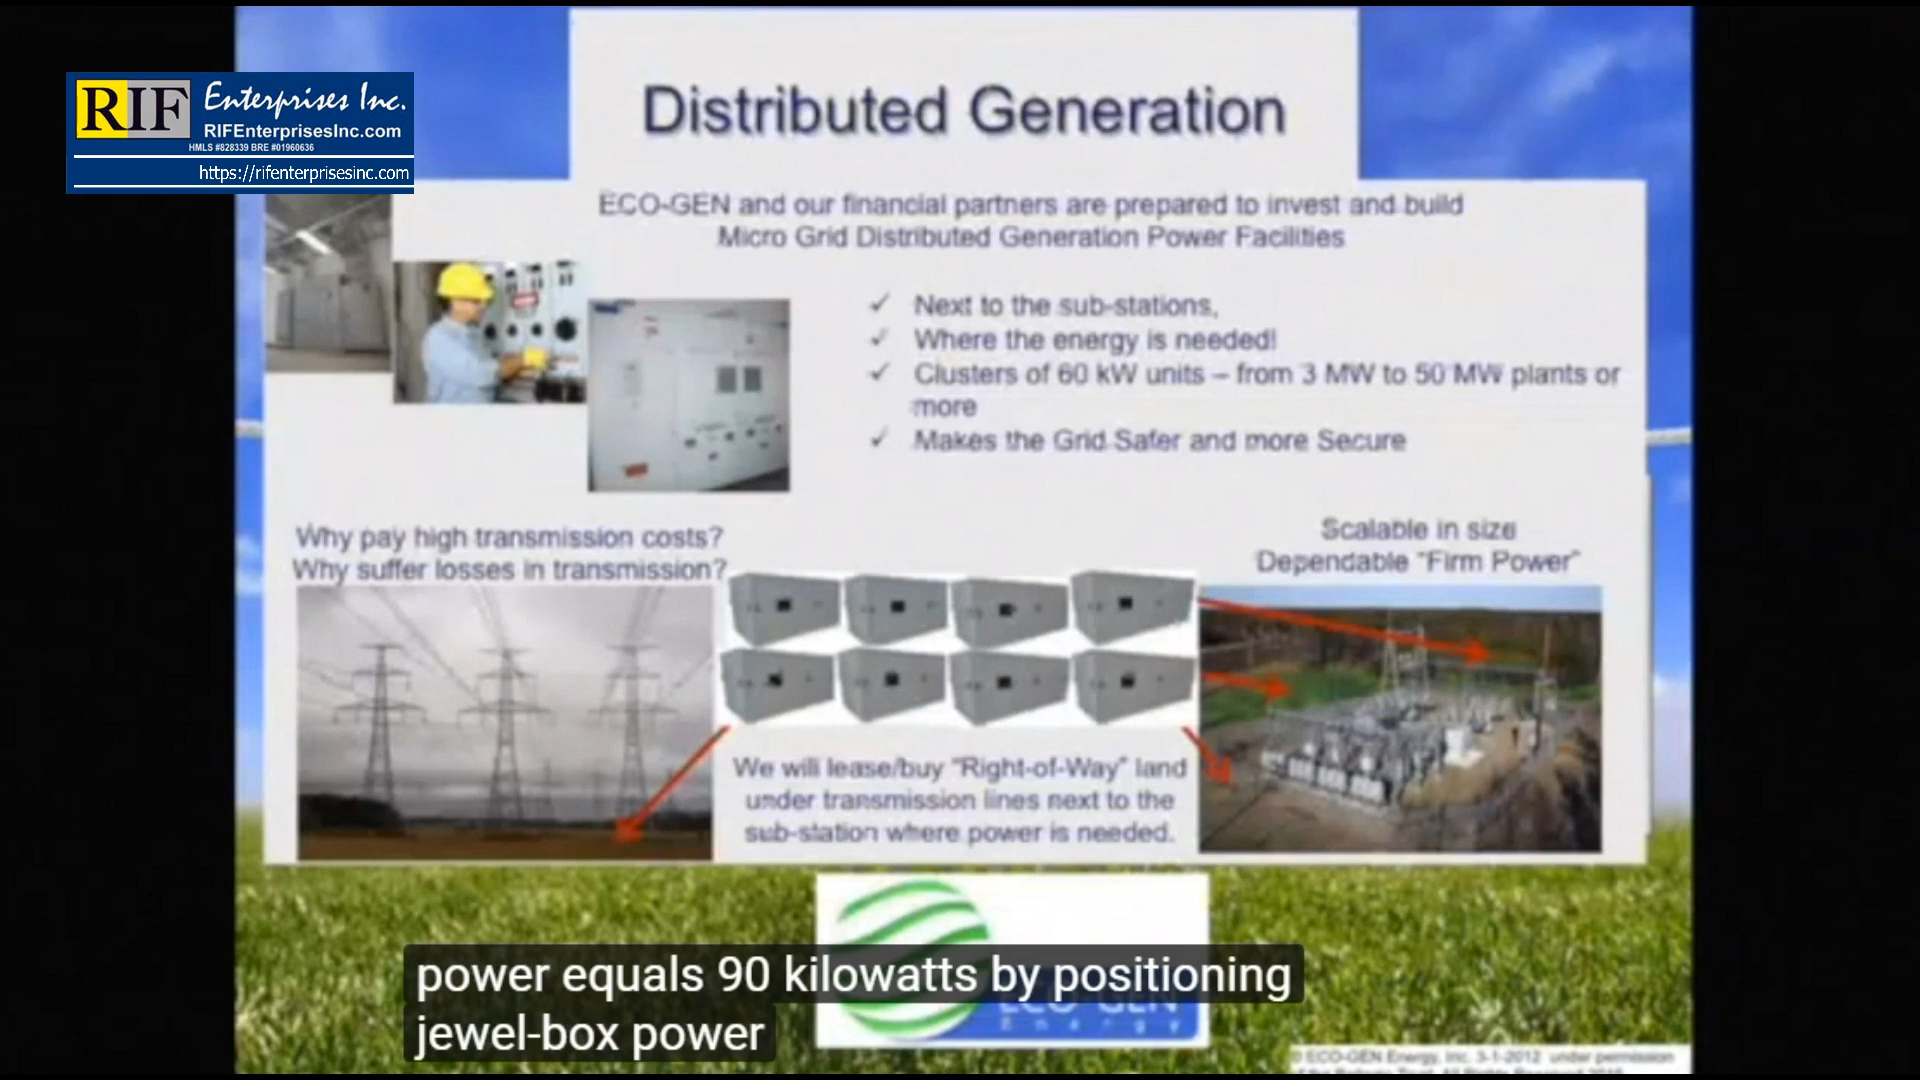 RIF Enterprises Inc.
RIFEnterprisesInc.com
HMLS #828339 BRE #01960636
https://rifenterprisesinc.com
Distributed Generation
ECO-GEN and our financial partners are prepared to invest and build
Micro Grid Distributed Generation Power Facilities
✓ Next to the sub-stations,
✓ Where the energy is needed!
✓ Clusters of 60 kW units – from 3 MW to 50 MW plants or
more
✓ Makes the Grid Safer and more Secure
Why pay high transmission costs?
Why suffer losses in transmission?
Scalable in size
Dependable "Firm Power"
We will lease/buy "Right-of-Way" land
under transmission lines next to the
sub-station where power is needed.
power equals 90 kilowatts by positioning
jewel-box power
ECO-GEN
Energy
© ECO-GEN Energy, Inc. 3-1-2012 under permission